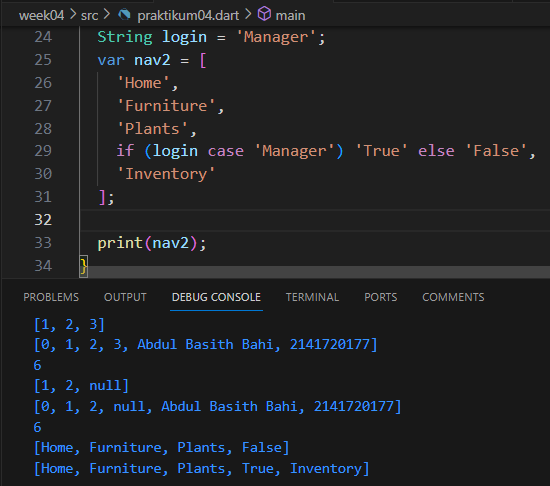 week04 > src > praktikum04.dart > main
24 String login = 'Manager';
25 var nav2 = [
26 'Home',
27 'Furniture',
28 'Plants',
29 if (login case 'Manager') 'True' else 'False',
30 'Inventory'
31 ];
32
33 print(nav2);
34 }
PROBLEMS OUTPUT DEBUG CONSOLE TERMINAL PORTS COMMENTS
[1, 2, 3]
[0, 1, 2, 3, Abdul Basith Bahi, 2141720177]
6
[1, 2, null]
[0, 1, 2, null, Abdul Basith Bahi, 2141720177]
6
[Home, Furniture, Plants, False]
[Home, Furniture, Plants, True, Inventory]